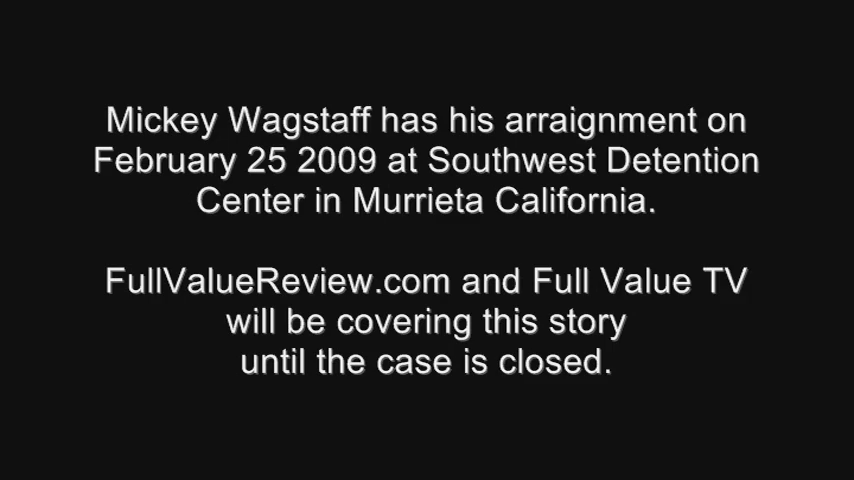 Mickey Wagstaff has his arraignment on
February 25 2009 at Southwest Detention
Center in Murrieta California.
FullValueReview.com and Full Value TV
will be covering this story
until the case is closed.